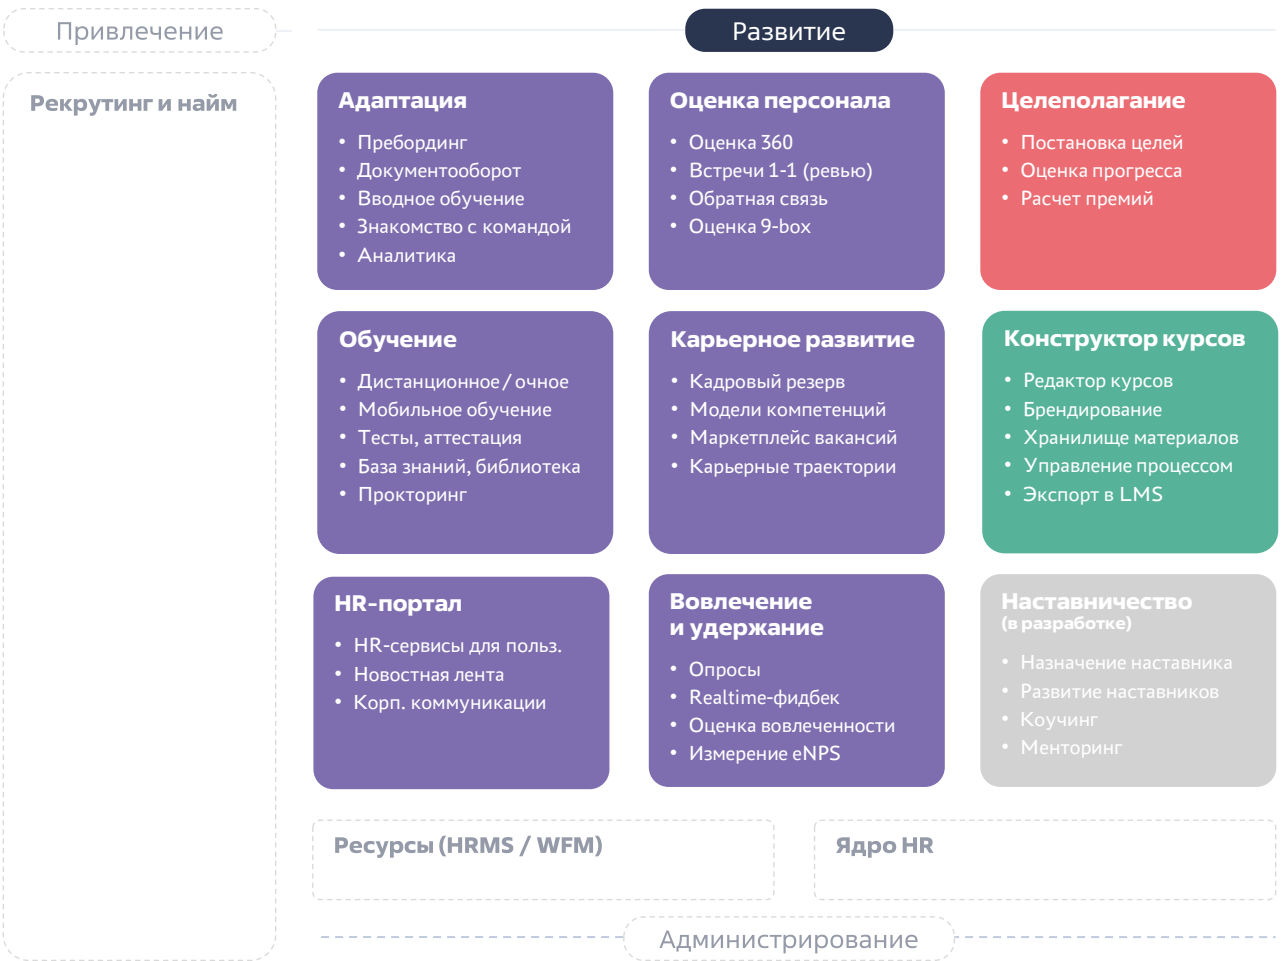 Привлечение
Развитие
Рекрутинг и найм
Адаптация
• Пребординг
• Документооборот
• Вводное обучение
• Знакомство с командой
• Аналитика
Оценка персонала
• Оценка 360
• Встречи 1-1 (ревью)
• Обратная связь
• Оценка 9-box
Целеполагание
• Постановка целей
• Оценка прогресса
• Расчет премий
Обучение
• Дистанционное / очное
• Мобильное обучение
• Тесты, аттестация
• База знаний, библиотека
• Прокторинг
Карьерное развитие
• Кадровый резерв
• Модели компетенций
• Маркетплейс вакансий
• Карьерные траектории
Конструктор курсов
• Редактор курсов
• Брендирование
• Хранилище материалов
• Управление процессом
• Экспорт в LMS
HR-портал
• HR-сервисы для польз.
• Новостная лента
• Корп. коммуникации
Вовлечение
и удержание
• Опросы
• Realtime-фидбек
• Оценка вовлеченности
• Измерение eNPS
Наставничество
(в разработке)
• Назначение наставника
• Развитие наставников
• Коучинг
• Менторинг
Ресурсы (HRMS / WFM)
Ядро HR
Администрирование